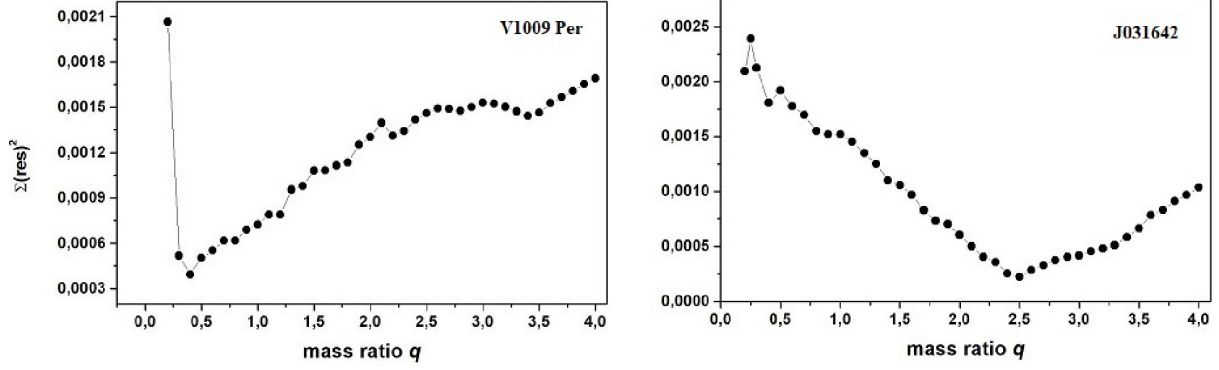 V1009 Per
0,0021
0,0018
0,0015
0,0012
0,0009
0,0006
0,0003
Σ(res)²
0,0 0,5 1,0 1,5 2,0 2,5 3,0 3,5 4,0
mass ratio q
J031642
0,0025
0,0020
0,0015
0,0010
0,0005
0,0000
0,0 0,5 1,0 1,5 2,0 2,5 3,0 3,5 4,0
mass ratio q